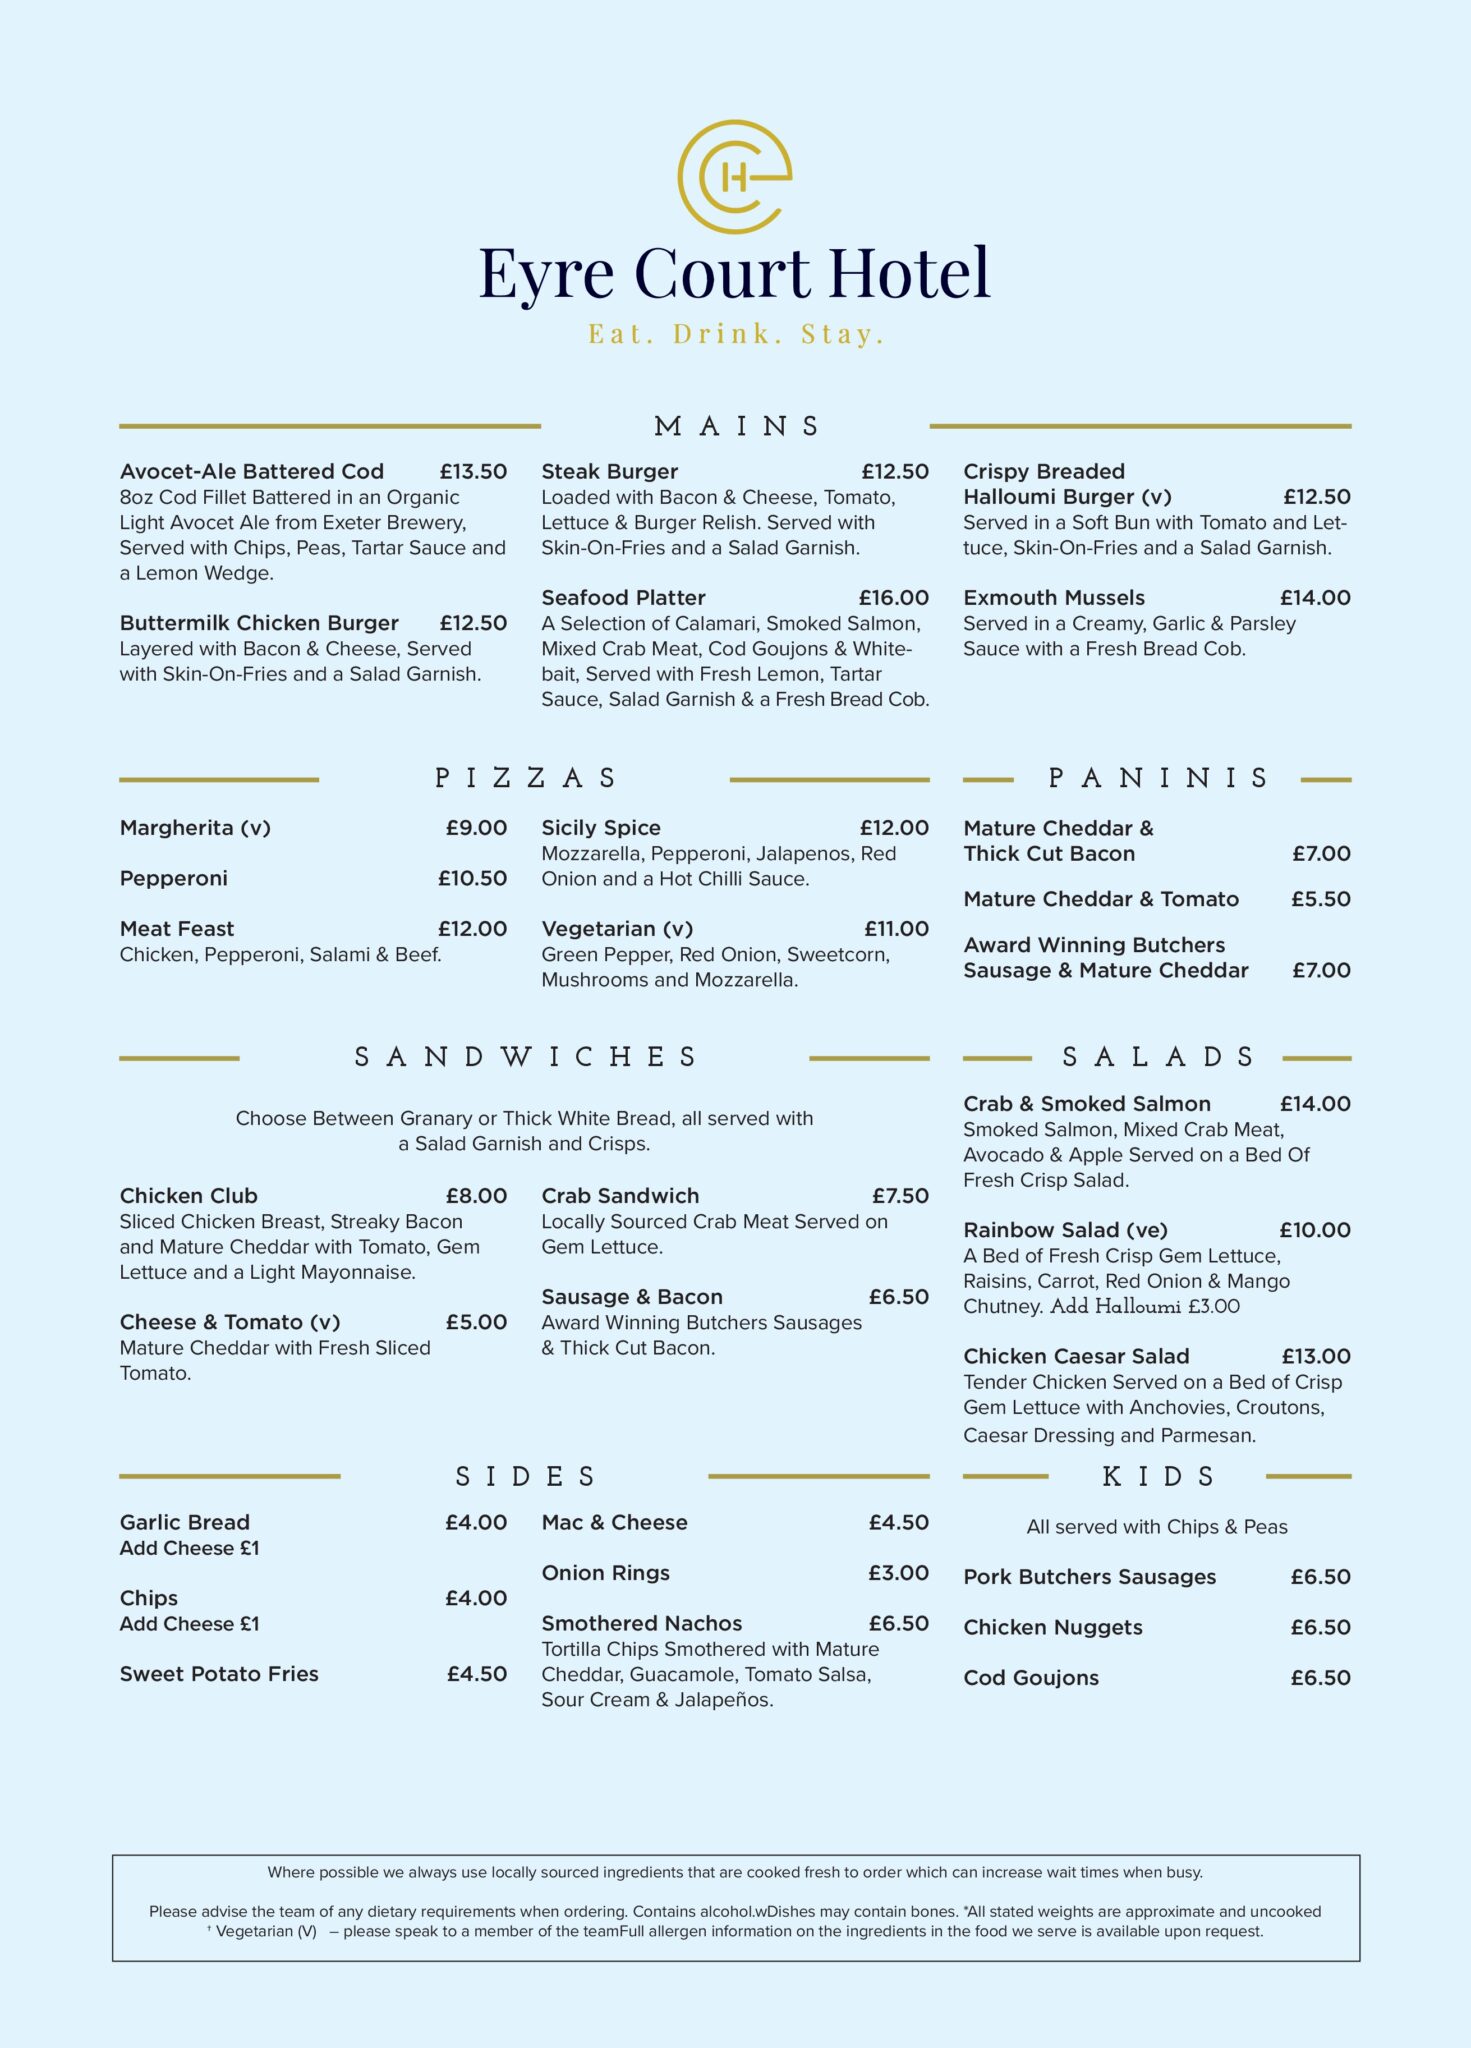 CH
Eyre Court Hotel
Eat. Drink. Stay.
MAINS
Avocet-Ale Battered Cod £13.50
8oz Cod Fillet Battered in an Organic
Light Avocet Ale from Exeter Brewery,
Served with Chips, Peas, Tartar Sauce and
a Lemon Wedge.
Buttermilk Chicken Burger £12.50
Layered with Bacon & Cheese, Served
with Skin-On-Fries and a Salad Garnish.
Steak Burger £12.50
Loaded with Bacon & Cheese, Tomato,
Lettuce & Burger Relish. Served with
Skin-On-Fries and a Salad Garnish.
Seafood Platter £16.00
A Selection of Calamari, Smoked Salmon,
Mixed Crab Meat, Cod Goujons & White-
bait, Served with Fresh Lemon, Tartar
Sauce, Salad Garnish & a Fresh Bread Cob.
Crispy Breaded
Halloumi Burger (v) £12.50
Served in a Soft Bun with Tomato and Let-
tuce, Skin-On-Fries and a Salad Garnish.
Exmouth Mussels £14.00
Served in a Creamy, Garlic & Parsley
Sauce with a Fresh Bread Cob.
PIZZAS
Margherita (v) £9.00
Pepperoni £10.50
Meat Feast £12.00
Chicken, Pepperoni, Salami & Beef.
Sicily Spice £12.00
Mozzarella, Pepperoni, Jalapenos, Red
Onion and a Hot Chilli Sauce.
Vegetarian (v) £11.00
Green Pepper, Red Onion, Sweetcorn,
Mushrooms and Mozzarella.
PANINIS
Mature Cheddar &
Thick Cut Bacon £7.00
Mature Cheddar & Tomato £5.50
Award Winning Butchers
Sausage & Mature Cheddar £7.00
SANDWICHES
Choose Between Granary or Thick White Bread, all served with
a Salad Garnish and Crisps.
Chicken Club £8.00
Sliced Chicken Breast, Streaky Bacon
and Mature Cheddar with Tomato, Gem
Lettuce and a Light Mayonnaise.
Cheese & Tomato (v) £5.00
Mature Cheddar with Fresh Sliced
Tomato.
Crab Sandwich £7.50
Locally Sourced Crab Meat Served on
Gem Lettuce.
Sausage & Bacon £6.50
Award Winning Butchers Sausages
& Thick Cut Bacon.
SALADS
Crab & Smoked Salmon £14.00
Smoked Salmon, Mixed Crab Meat,
Avocado & Apple Served on a Bed Of
Fresh Crisp Salad.
Rainbow Salad (ve) £10.00
A Bed of Fresh Crisp Gem Lettuce,
Raisins, Carrot, Red Onion & Mango
Chutney. Add Halloumi £3.00
Chicken Caesar Salad £13.00
Tender Chicken Served on a Bed of Crisp
Gem Lettuce with Anchovies, Croutons,
Caesar Dressing and Parmesan.
SIDES
Garlic Bread £4.00
Add Cheese £1
Chips £4.00
Add Cheese £1
Sweet Potato Fries £4.50
Mac & Cheese £4.50
Onion Rings £3.00
Smothered Nachos £6.50
Tortilla Chips Smothered with Mature
Cheddar, Guacamole, Tomato Salsa,
Sour Cream & Jalapeños.
KIDS
All served with Chips & Peas
Pork Butchers Sausages £6.50
Chicken Nuggets £6.50
Cod Goujons £6.50
Where possible we always use locally sourced ingredients that are cooked fresh to order which can increase wait times when busy.
Please advise the team of any dietary requirements when ordering. Contains alcohol.wDishes may contain bones. *All stated weights are approximate and uncooked
† Vegetarian (V) – please speak to a member of the teamFull allergen information on the ingredients in the food we serve is available upon request.